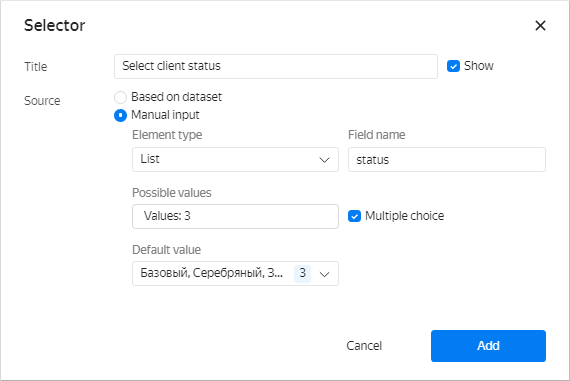 Selector
Title
Select client status
Show
Source
Based on dataset
Manual input
Element type
Field name
List
status
Possible values
Values: 3
Multiple choice
Default value
Базовый, Серебряный, З... 3
Cancel
Add